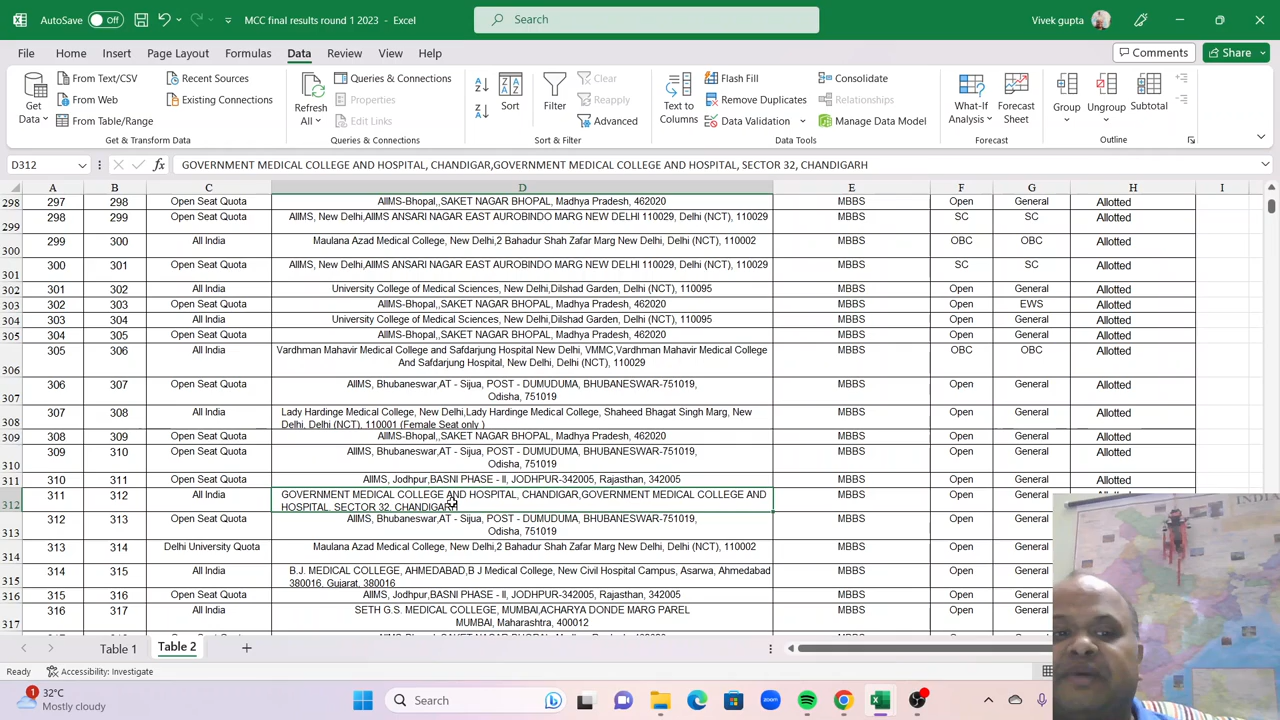 AutoSave Off MCC final results round 1 2023 - Excel Search Vivek gupta
File Home Insert Page Layout Formulas Data Review View Help Comments Share
Get Data From Text/CSV From Web From Table/Range Recent Sources Existing Connections
Get & Transform Data
Refresh All Queries & Connections Properties Edit Links
Queries & Connections
Sort Filter Clear Reapply Advanced
Sort & Filter
Text to Columns Flash Fill Remove Duplicates Data Validation Consolidate Relationships Manage Data Model
Data Tools
What-If Analysis Forecast Sheet
Forecast
Group Ungroup Subtotal
Outline
D312 fx GOVERNMENT MEDICAL COLLEGE AND HOSPITAL, CHANDIGAR,GOVERNMENT MEDICAL COLLEGE AND HOSPITAL, SECTOR 32, CHANDIGARH
A B C D E F G H I
298 297 298 Open Seat Quota AIIMS-Bhopal,,SAKET NAGAR BHOPAL, Madhya Pradesh, 462020 MBBS Open General Allotted
299 298 299 Open Seat Quota AIIMS, New Delhi,AIIMS ANSARI NAGAR EAST AUROBINDO MARG NEW DELHI 110029, Delhi (NCT), 110029 MBBS SC SC Allotted
300 299 300 All India Maulana Azad Medical College, New Delhi,2 Bahadur Shah Zafar Marg New Delhi, Delhi (NCT), 110002 MBBS OBC OBC Allotted
301 300 301 Open Seat Quota AIIMS, New Delhi,AIIMS ANSARI NAGAR EAST AUROBINDO MARG NEW DELHI 110029, Delhi (NCT), 110029 MBBS SC SC Allotted
302 301 302 All India University College of Medical Sciences, New Delhi,Dilshad Garden, Delhi (NCT), 110095 MBBS Open General Allotted
303 302 303 Open Seat Quota AIIMS-Bhopal,,SAKET NAGAR BHOPAL, Madhya Pradesh, 462020 MBBS Open EWS Allotted
304 303 304 All India University College of Medical Sciences, New Delhi,Dilshad Garden, Delhi (NCT), 110095 MBBS Open General Allotted
305 304 305 Open Seat Quota AIIMS-Bhopal,,SAKET NAGAR BHOPAL, Madhya Pradesh, 462020 MBBS Open General Allotted
306 305 306 All India Vardhman Mahavir Medical College and Safdarjung Hospital New Delhi, VMMC,Vardhman Mahavir Medical College MBBS OBC OBC Allotted
And Safdarjung Hospital, New Delhi, Delhi (NCT), 110029
307 306 307 Open Seat Quota AIIMS, Bhubaneswar,AT - Sijua, POST - DUMUDUMA, BHUBANESWAR-751019, MBBS Open General Allotted
Odisha, 751019
308 307 308 All India Lady Hardinge Medical College, New Delhi,Lady Hardinge Medical College, Shaheed Bhagat Singh Marg, New MBBS Open General Allotted
Delhi, Delhi (NCT), 110001 (Female Seat only )
309 308 309 Open Seat Quota AIIMS-Bhopal,,SAKET NAGAR BHOPAL, Madhya Pradesh, 462020 MBBS Open General Allotted
310 309 310 Open Seat Quota AIIMS, Bhubaneswar,AT - Sijua, POST - DUMUDUMA, BHUBANESWAR-751019, MBBS Open General Allotted
Odisha, 751019
311 310 311 Open Seat Quota AIIMS, Jodhpur,BASNI PHASE - II, JODHPUR-342005, Rajasthan, 342005 MBBS Open General Allotted
312 311 312 All India GOVERNMENT MEDICAL COLLEGE AND HOSPITAL, CHANDIGAR,GOVERNMENT MEDICAL COLLEGE AND MBBS Open General
HOSPITAL, SECTOR 32, CHANDIGARH
313 312 313 Open Seat Quota AIIMS, Bhubaneswar,AT - Sijua, POST - DUMUDUMA, BHUBANESWAR-751019, MBBS Open General
Odisha, 751019
314 313 314 Delhi University Quota Maulana Azad Medical College, New Delhi,2 Bahadur Shah Zafar Marg New Delhi, Delhi (NCT), 110002 MBBS Open General
315 314 315 All India B.J. MEDICAL COLLEGE, AHMEDABAD,B J Medical College, New Civil Hospital Campus, Asarwa, Ahmedabad MBBS Open General
380016, Gujarat, 380016
316 315 316 Open Seat Quota AIIMS, Jodhpur,BASNI PHASE - II, JODHPUR-342005, Rajasthan, 342005 MBBS Open General
317 316 317 All India SETH G.S. MEDICAL COLLEGE, MUMBAI,ACHARYA DONDE MARG PAREL MBBS Open General
MUMBAI, Maharashtra, 400012
Table 1 Table 2
Ready Accessibility: Investigate
1 32°C Mostly cloudy Search zoom